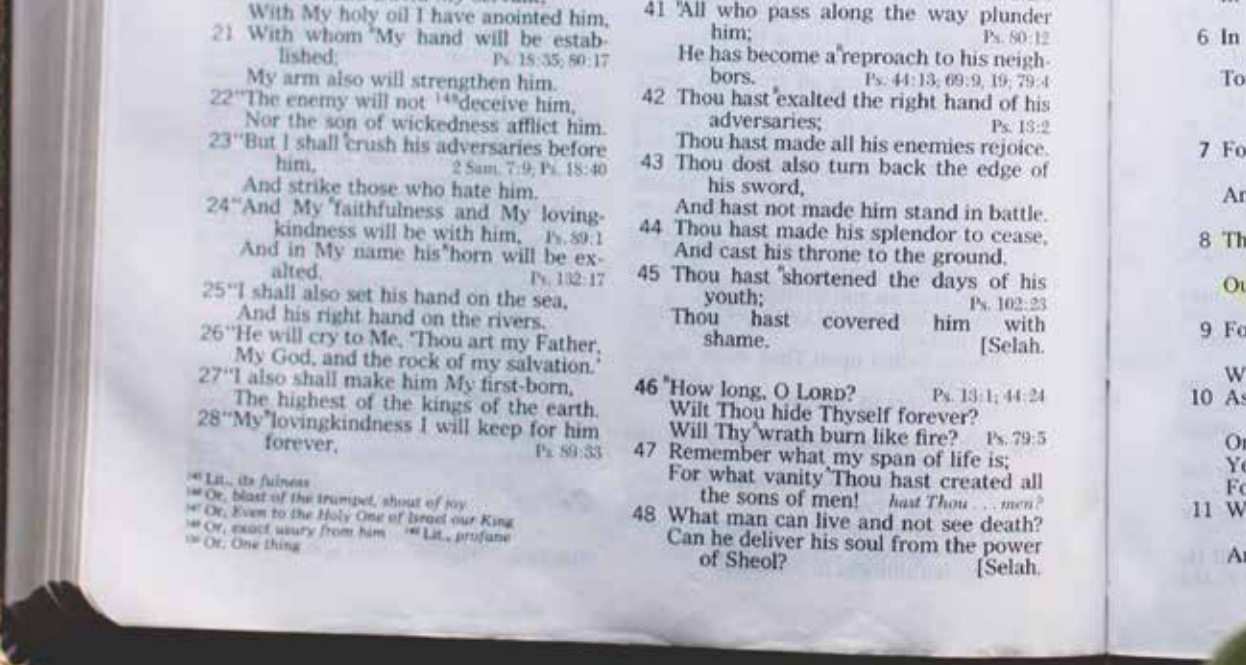 With My holy oil I have anointed him,
21 With whom My hand will be estab-
lished; Ps. 18:35; 80:17
My arm also will strengthen him.
22 "The enemy will not 148deceive him,
Nor the son of wickedness afflict him.
23 "But I shall crush his adversaries before
him, 2 Sam. 7:9; Ps. 18:40
And strike those who hate him.
24 "And My faithfulness and My loving-
kindness will be with him, Ps. 89:1
And in My name his horn will be ex-
alted. Ps. 132:17
25 "I shall also set his hand on the sea,
And his right hand on the rivers.
26 "He will cry to Me, 'Thou art my Father,
My God, and the rock of my salvation.'
27 "I also shall make him My first-born,
The highest of the kings of the earth.
28 "My lovingkindness I will keep for him
forever, Ps. 89:33
Lit., its fulness
Or, blast of the trumpet, shout of joy
Or, Even to the Holy One of Israel our King
Or, exact usury from him Lit., profane
Or, One thing
41 All who pass along the way plunder
him; Ps. 80:12
He has become a reproach to his neigh-
bors. Ps. 44:13; 69:9, 19; 79:4
42 Thou hast exalted the right hand of his
adversaries; Ps. 13:2
Thou hast made all his enemies rejoice.
43 Thou dost also turn back the edge of
his sword,
And hast not made him stand in battle.
44 Thou hast made his splendor to cease,
And cast his throne to the ground.
45 Thou hast shortened the days of his
youth; Ps. 102:23
Thou hast covered him with
shame. [Selah.
46 How long, O LORD? Ps. 13:1; 44:24
Wilt Thou hide Thyself forever?
Will Thy wrath burn like fire? Ps. 79:5
47 Remember what my span of life is;
For what vanity Thou hast created all
the sons of men! hast Thou . . . men?
48 What man can live and not see death?
Can he deliver his soul from the power
of Sheol? [Selah.
6 In
To
7 Fo
Ar
8 Th
Ou
9 Fo
W
10 As
Or
Ye
Fo
11 W
Ar